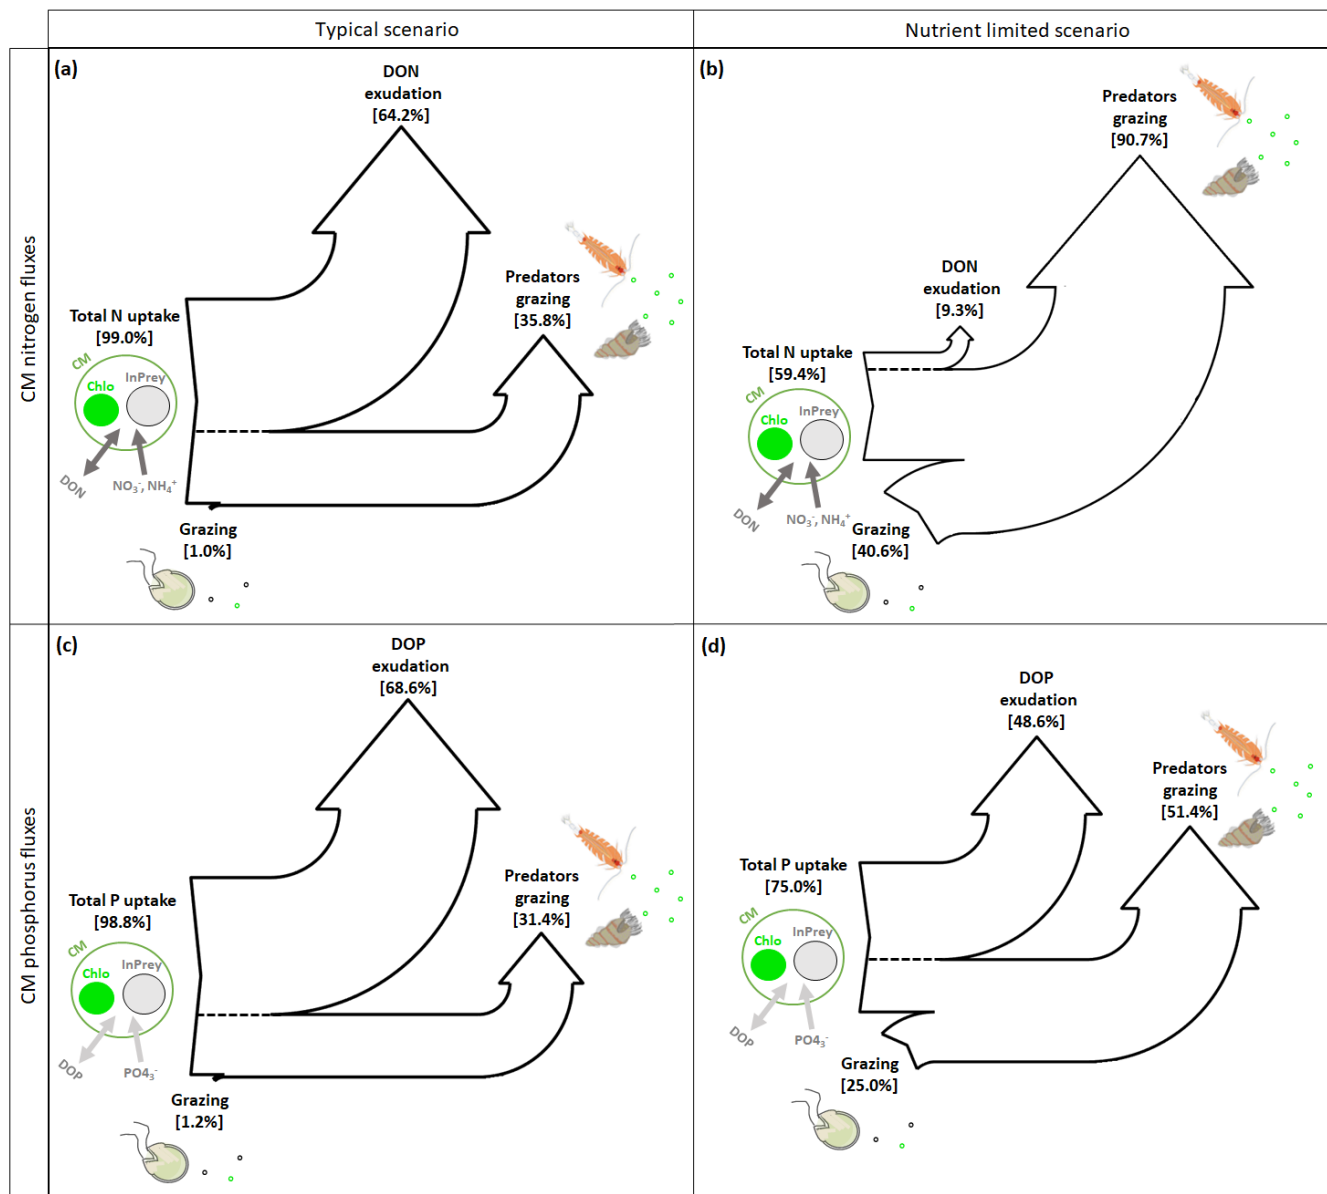 Typical scenario
Nutrient limited scenario
CM nitrogen fluxes
(a)
DON
exudation
[64.2%]
Predators
grazing
[35.8%]
Total N uptake
[99.0%]
CM
InPrey
Chlo
DON
NO₃⁻, NH₄⁺
Grazing
[1.0%]
(b)
Predators
grazing
[90.7%]
DON
exudation
[9.3%]
Total N uptake
[59.4%]
CM
InPrey
Chlo
DON
NO₃⁻, NH₄⁺
Grazing
[40.6%]
CM phosphorus fluxes
(c)
DOP
exudation
[68.6%]
Predators
grazing
[31.4%]
Total P uptake
[98.8%]
CM
InPrey
Chlo
DOP
PO4₃⁻
Grazing
[1.2%]
(d)
DOP
exudation
[48.6%]
Predators
grazing
[51.4%]
Total P uptake
[75.0%]
CM
InPrey
Chlo
DOP
PO4₃⁻
Grazing
[25.0%]